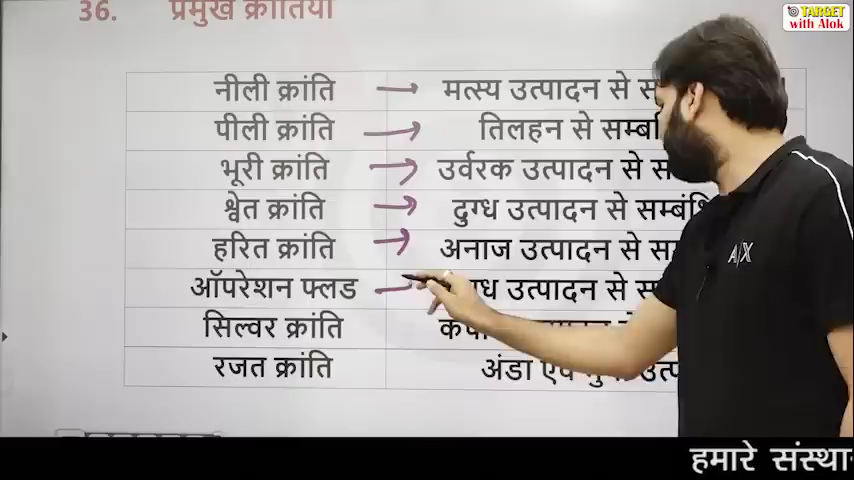 TARGET
with Alok
36. प्रमुख क्रांतियाँ
नीली क्रांति मत्स्य उत्पादन से
पीली क्रांति तिलहन से
भूरी क्रांति उर्वरक उत्पादन से
श्वेत क्रांति दुग्ध उत्पादन से
हरित क्रांति अनाज उत्पादन से
ऑपरेशन फ्लड उत्पादन से
सिल्वर क्रांति
रजत क्रांति अंडा
AX
हमारे संस्था